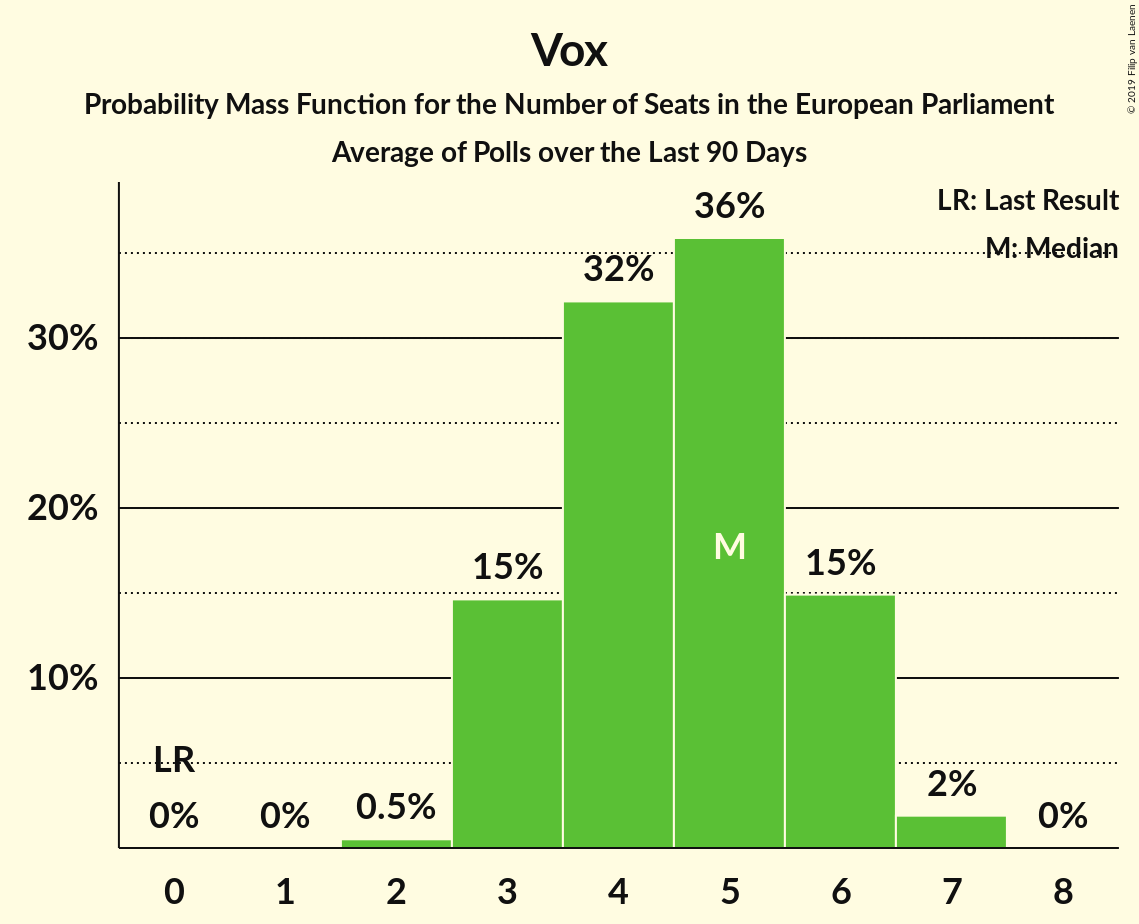 Vox
Probability Mass Function for the Number of Seats in the European Parliament
Average of Polls over the Last 90 Days
© 2019 Filip van Laenen
LR: Last Result
M: Median
36%
32%
30%
20%
M
15%
15%
10%
LR
2%
0%
0%
0.5%
0%
0
1
2
3
4
5
6
7
8